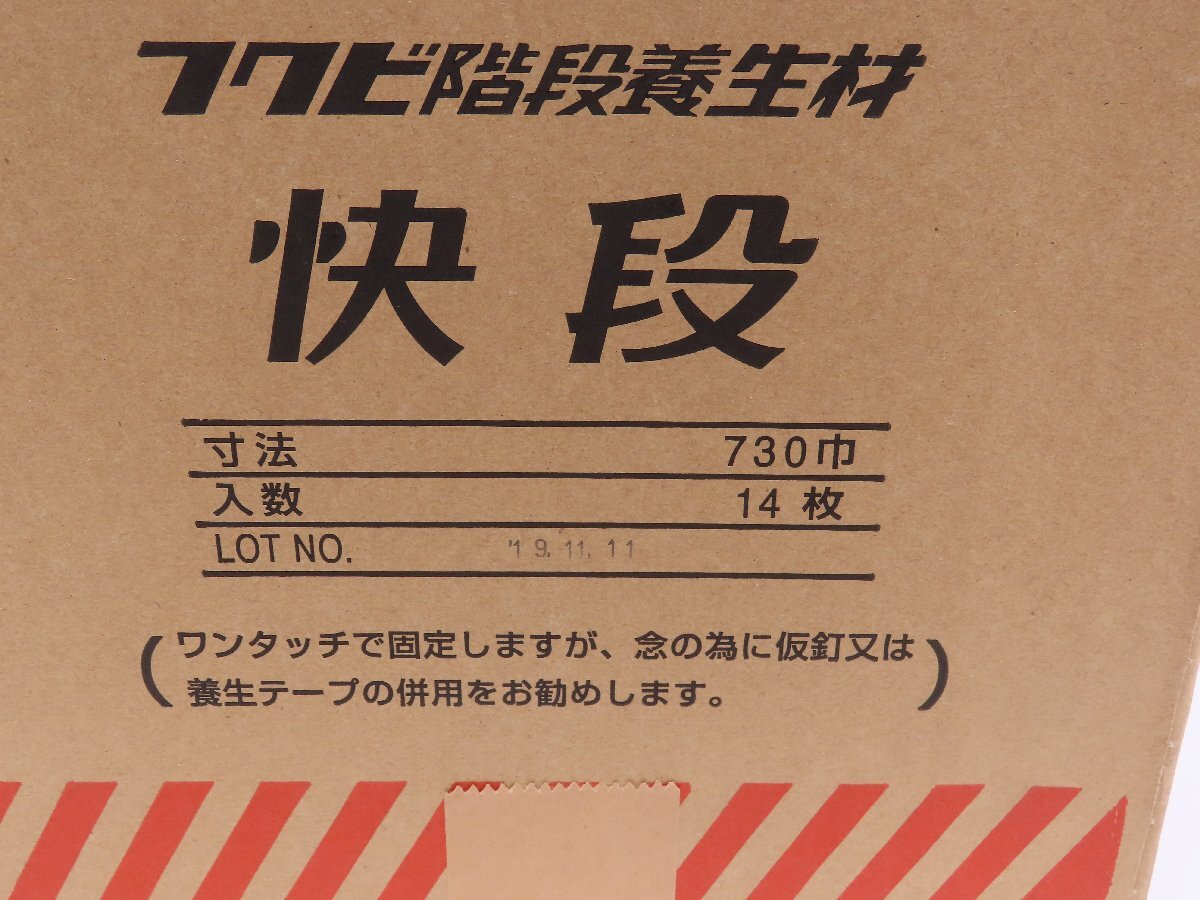 フクビ階段養生材
快段
寸法 730巾
入数 14枚
LOT NO. '19.11.11
(ワンタッチで固定しますが、念の為に仮釘又は
養生テープの併用をお勧めします。)